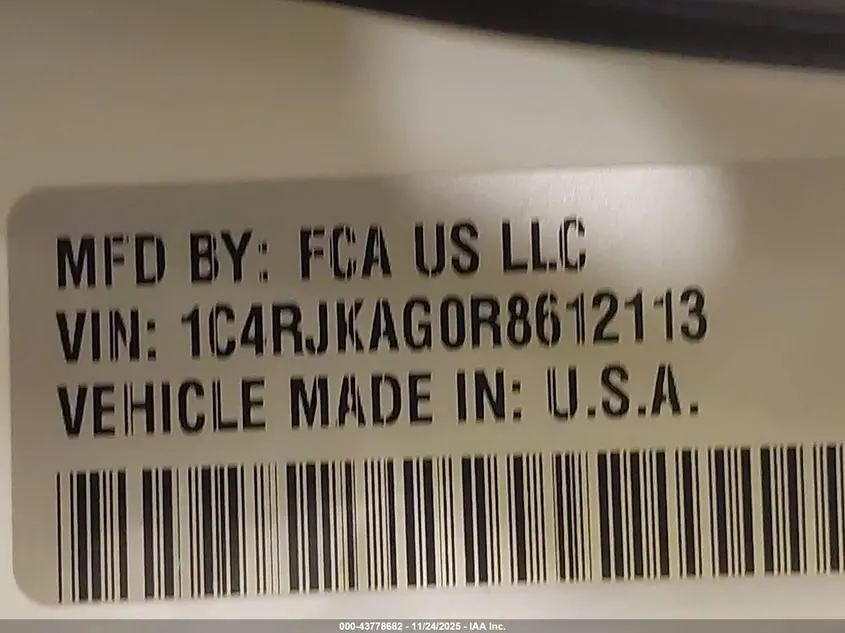 MFD BY: FCA US LLC
VIN: 1C4RJKAG0R8612113
VEHICLE MADE IN: U.S.A.
000-43778682 - 11/24/2025 - IAA Inc.